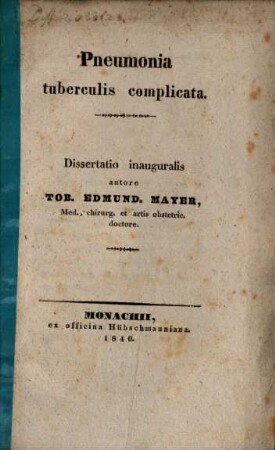 Pneumonia
tuberculis complicata.
Dissertatio inauguralis
autore
TOB. EDMUND. MAYER,
Med., chirurg. et artis obstetric.
doctore.
MONACHII,
ex officina Hübschmanniana.
1840.